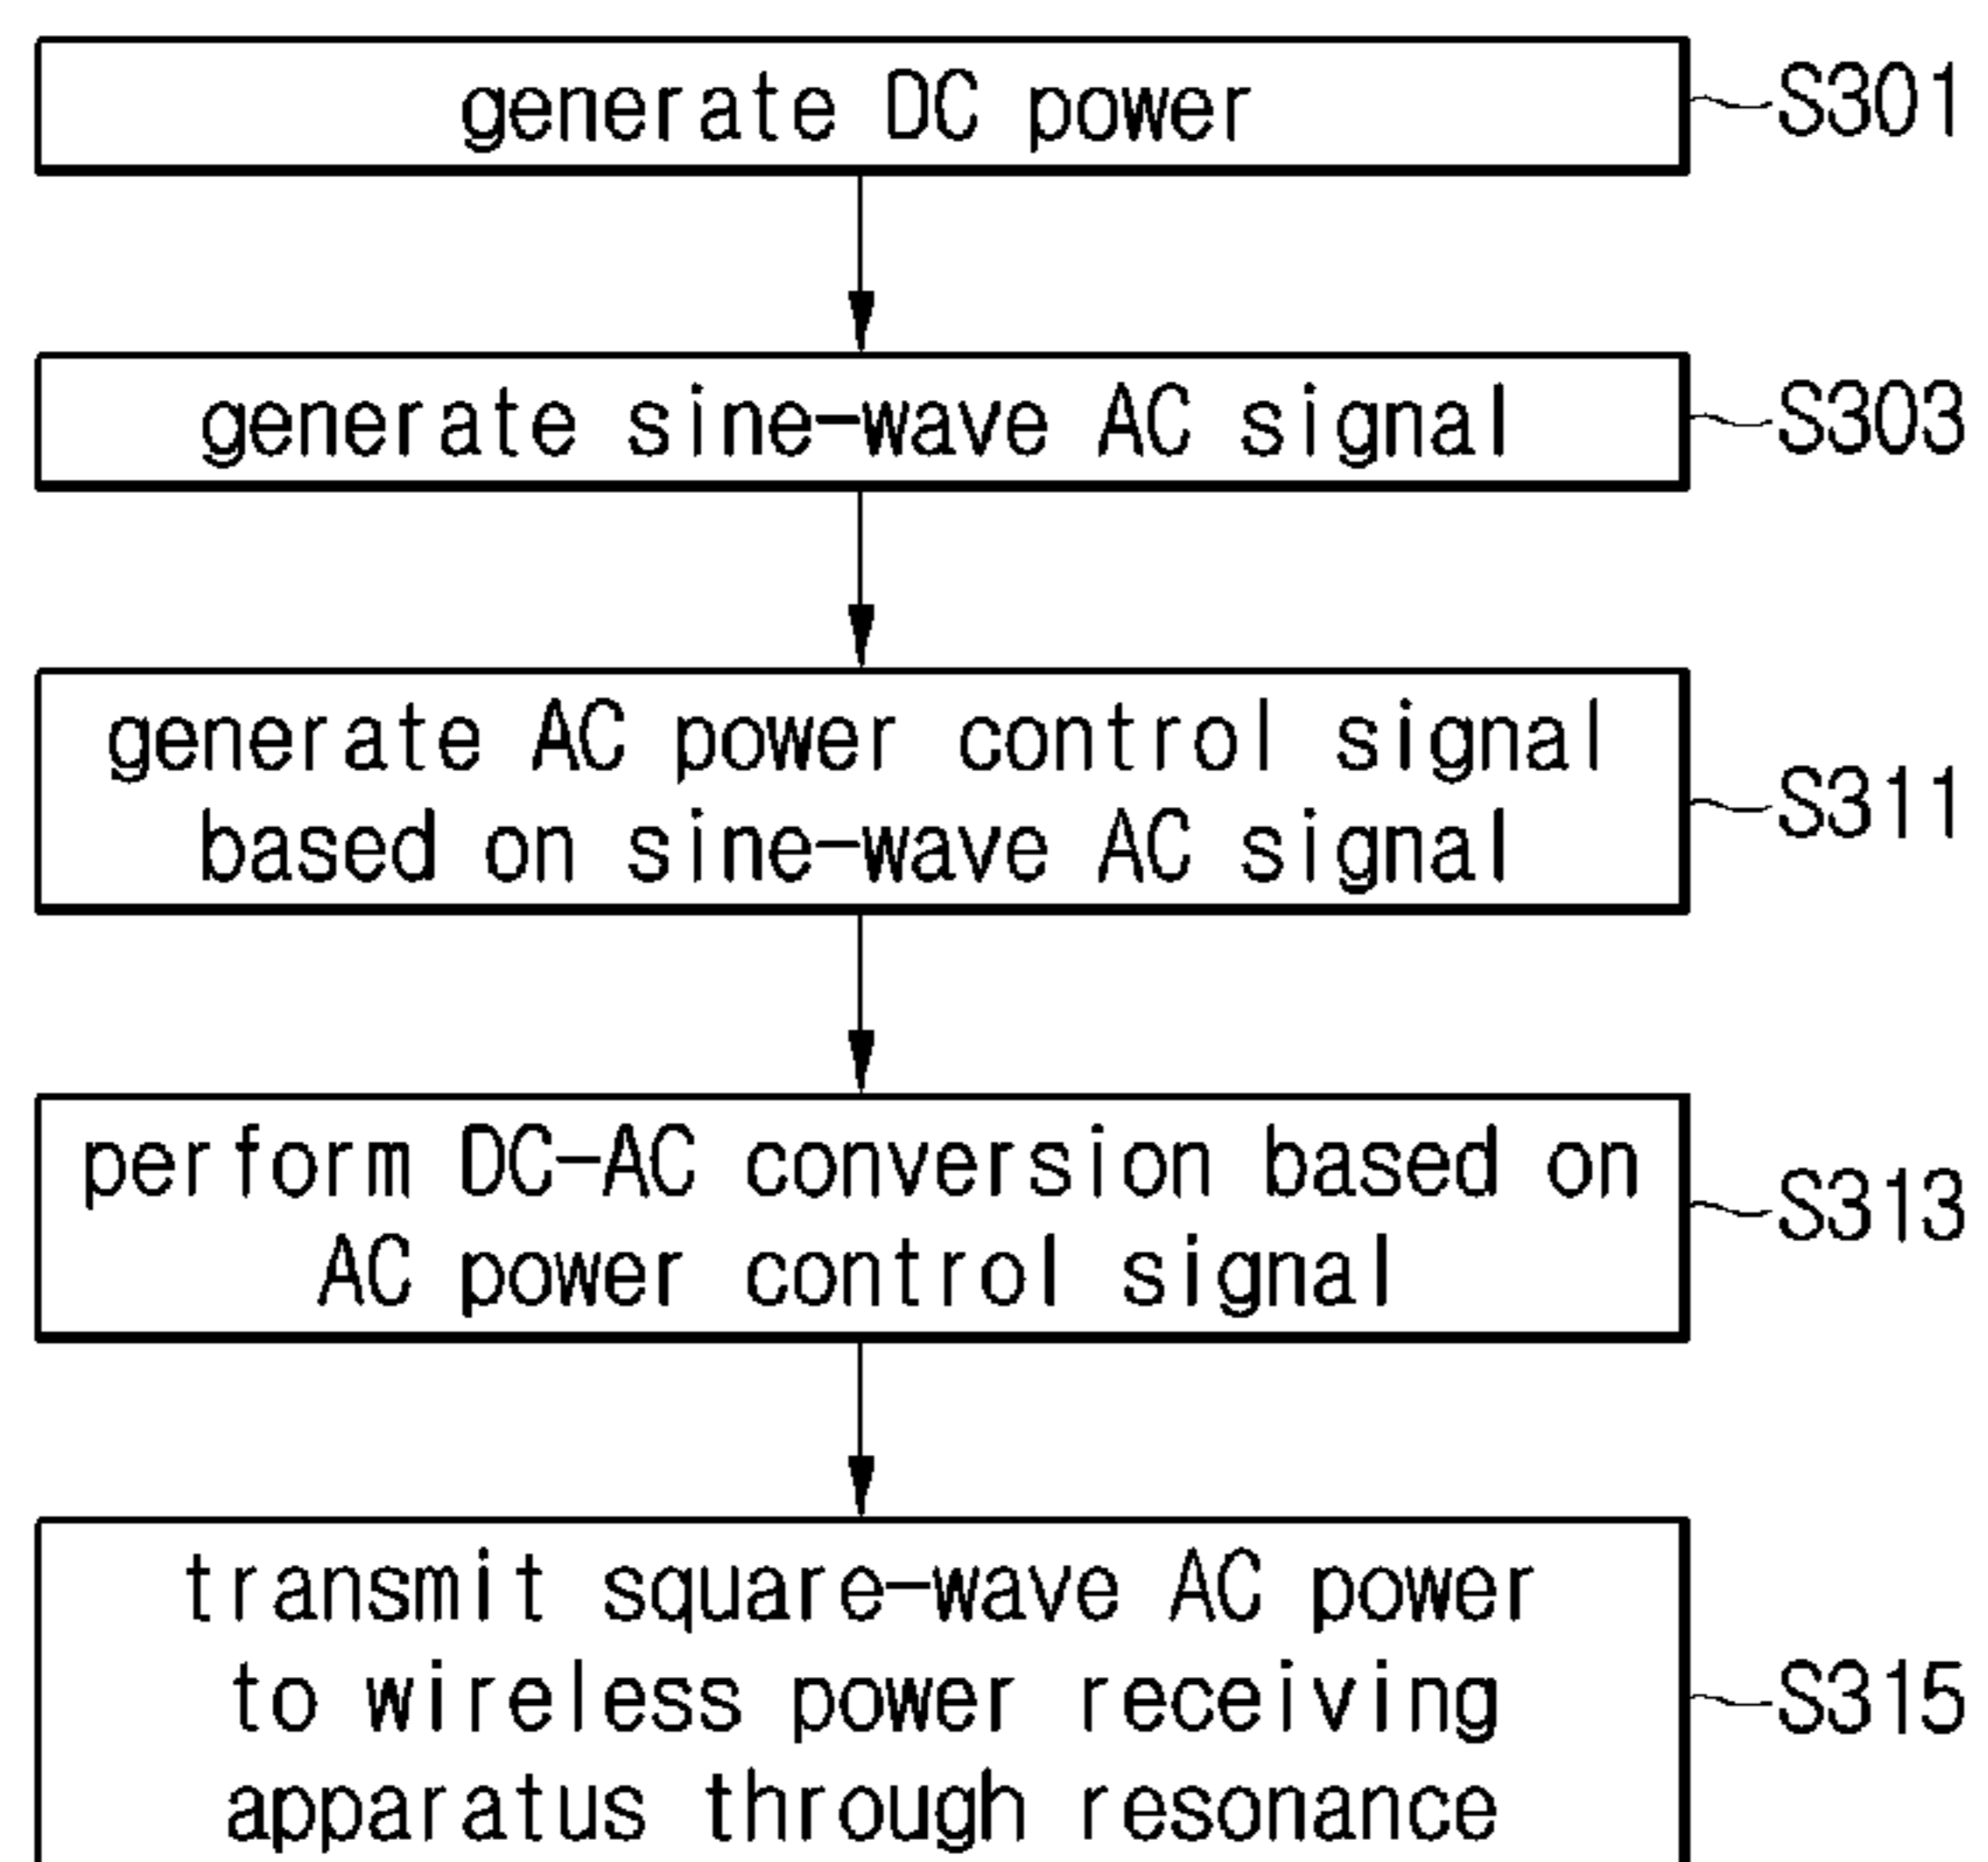 generate DC power
S301
generate sine-wave AC signal
S303
generate AC power control signal
based on sine-wave AC signal
S311
perform DC-AC conversion based on
AC power control signal
S313
transmit square-wave AC power
to wireless power receiving
apparatus through resonance
S315